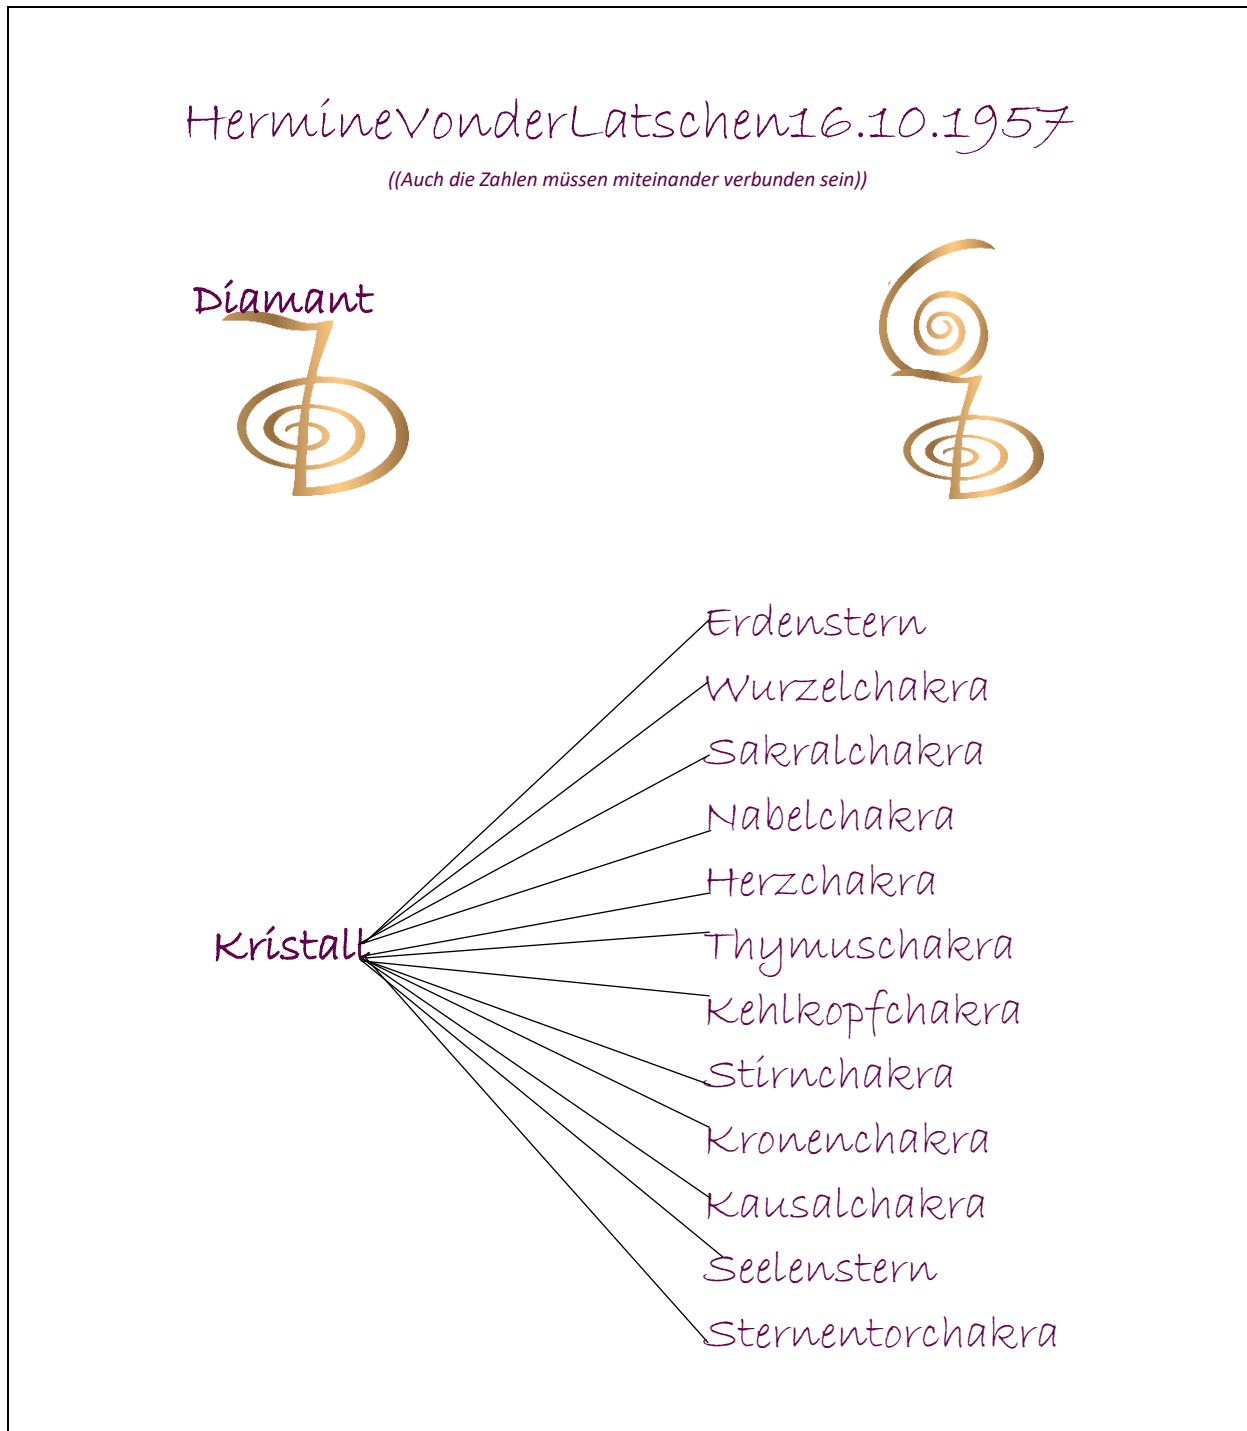 HermineVonderLatschen16.10.1957
((Auch die Zahlen müssen miteinander verbunden sein))
Diamant
Erdenstern
Wurzelchakra
Sakralchakra
Nabelchakra
Herzchakra
Kristall
Thymuschakra
Kehlkopfchakra
Stirnchakra
Kronenchakra
Kausalchakra
Seelenstern
Sternentorchakra